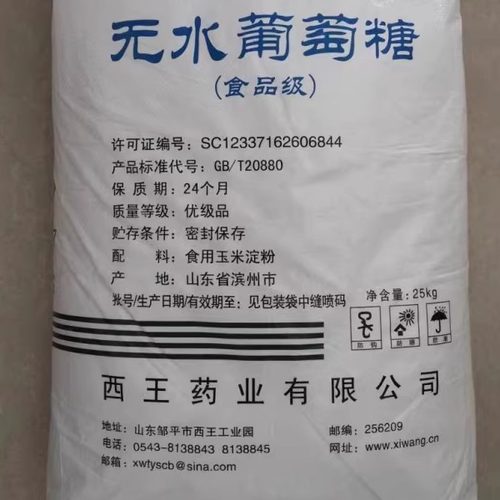 无水葡萄糖
(食品级)
许可证编号: SC12337162606844
产品标准代号: GB/T20880
保质期: 24个月
质量等级: 优级品
贮存条件: 密封保存
配料: 食用玉米淀粉
产地: 山东省滨州市
批号/生产日期/有效期至: 见包装袋中缝喷码
净含量: 25kg
防钩 防晒 防潮
西王药业有限公司
地址: 山东邹平市西王工业园
邮编: 256209
电话: 0543-8138843 8138845
网址: www.xiwang.cn
邮箱: xwfyscb@sina.com